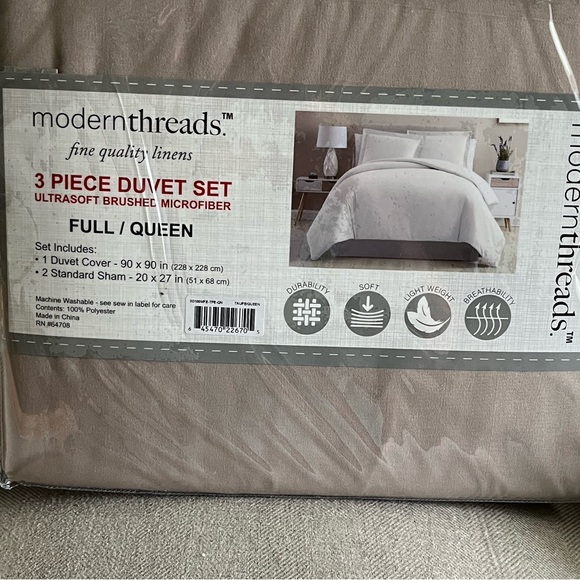 modernthreads.™
fine quality linens
3 PIECE DUVET SET
ULTRASOFT BRUSHED MICROFIBER
FULL / QUEEN
Set Includes:
• 1 Duvet Cover - 90 x 90 in (228 x 228 cm)
• 2 Standard Sham - 20 x 27 in (51 x 68 cm)
Machine Washable - see sew in label for care
Contents: 100% Polyester
Made in China
RN #64708
6 45470 22670 5
DURABILITY
SOFT
LIGHT WEIGHT
BREATHABILITY
modernthreads.™